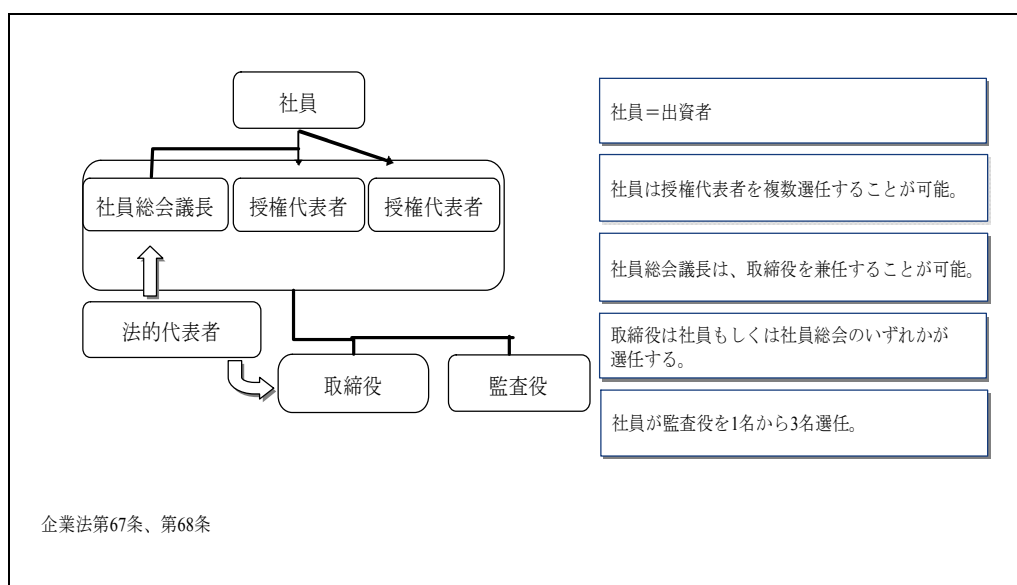 社員
社員総会議長
授権代表者
授権代表者
法的代表者
取締役
監査役
社員＝出資者
社員は授権代表者を複数選任することが可能。
社員総会議長は、取締役を兼任することが可能。
取締役は社員もしくは社員総会のいずれかが
選任する。
社員が監査役を1名から3名選任。
企業法第67条、第68条